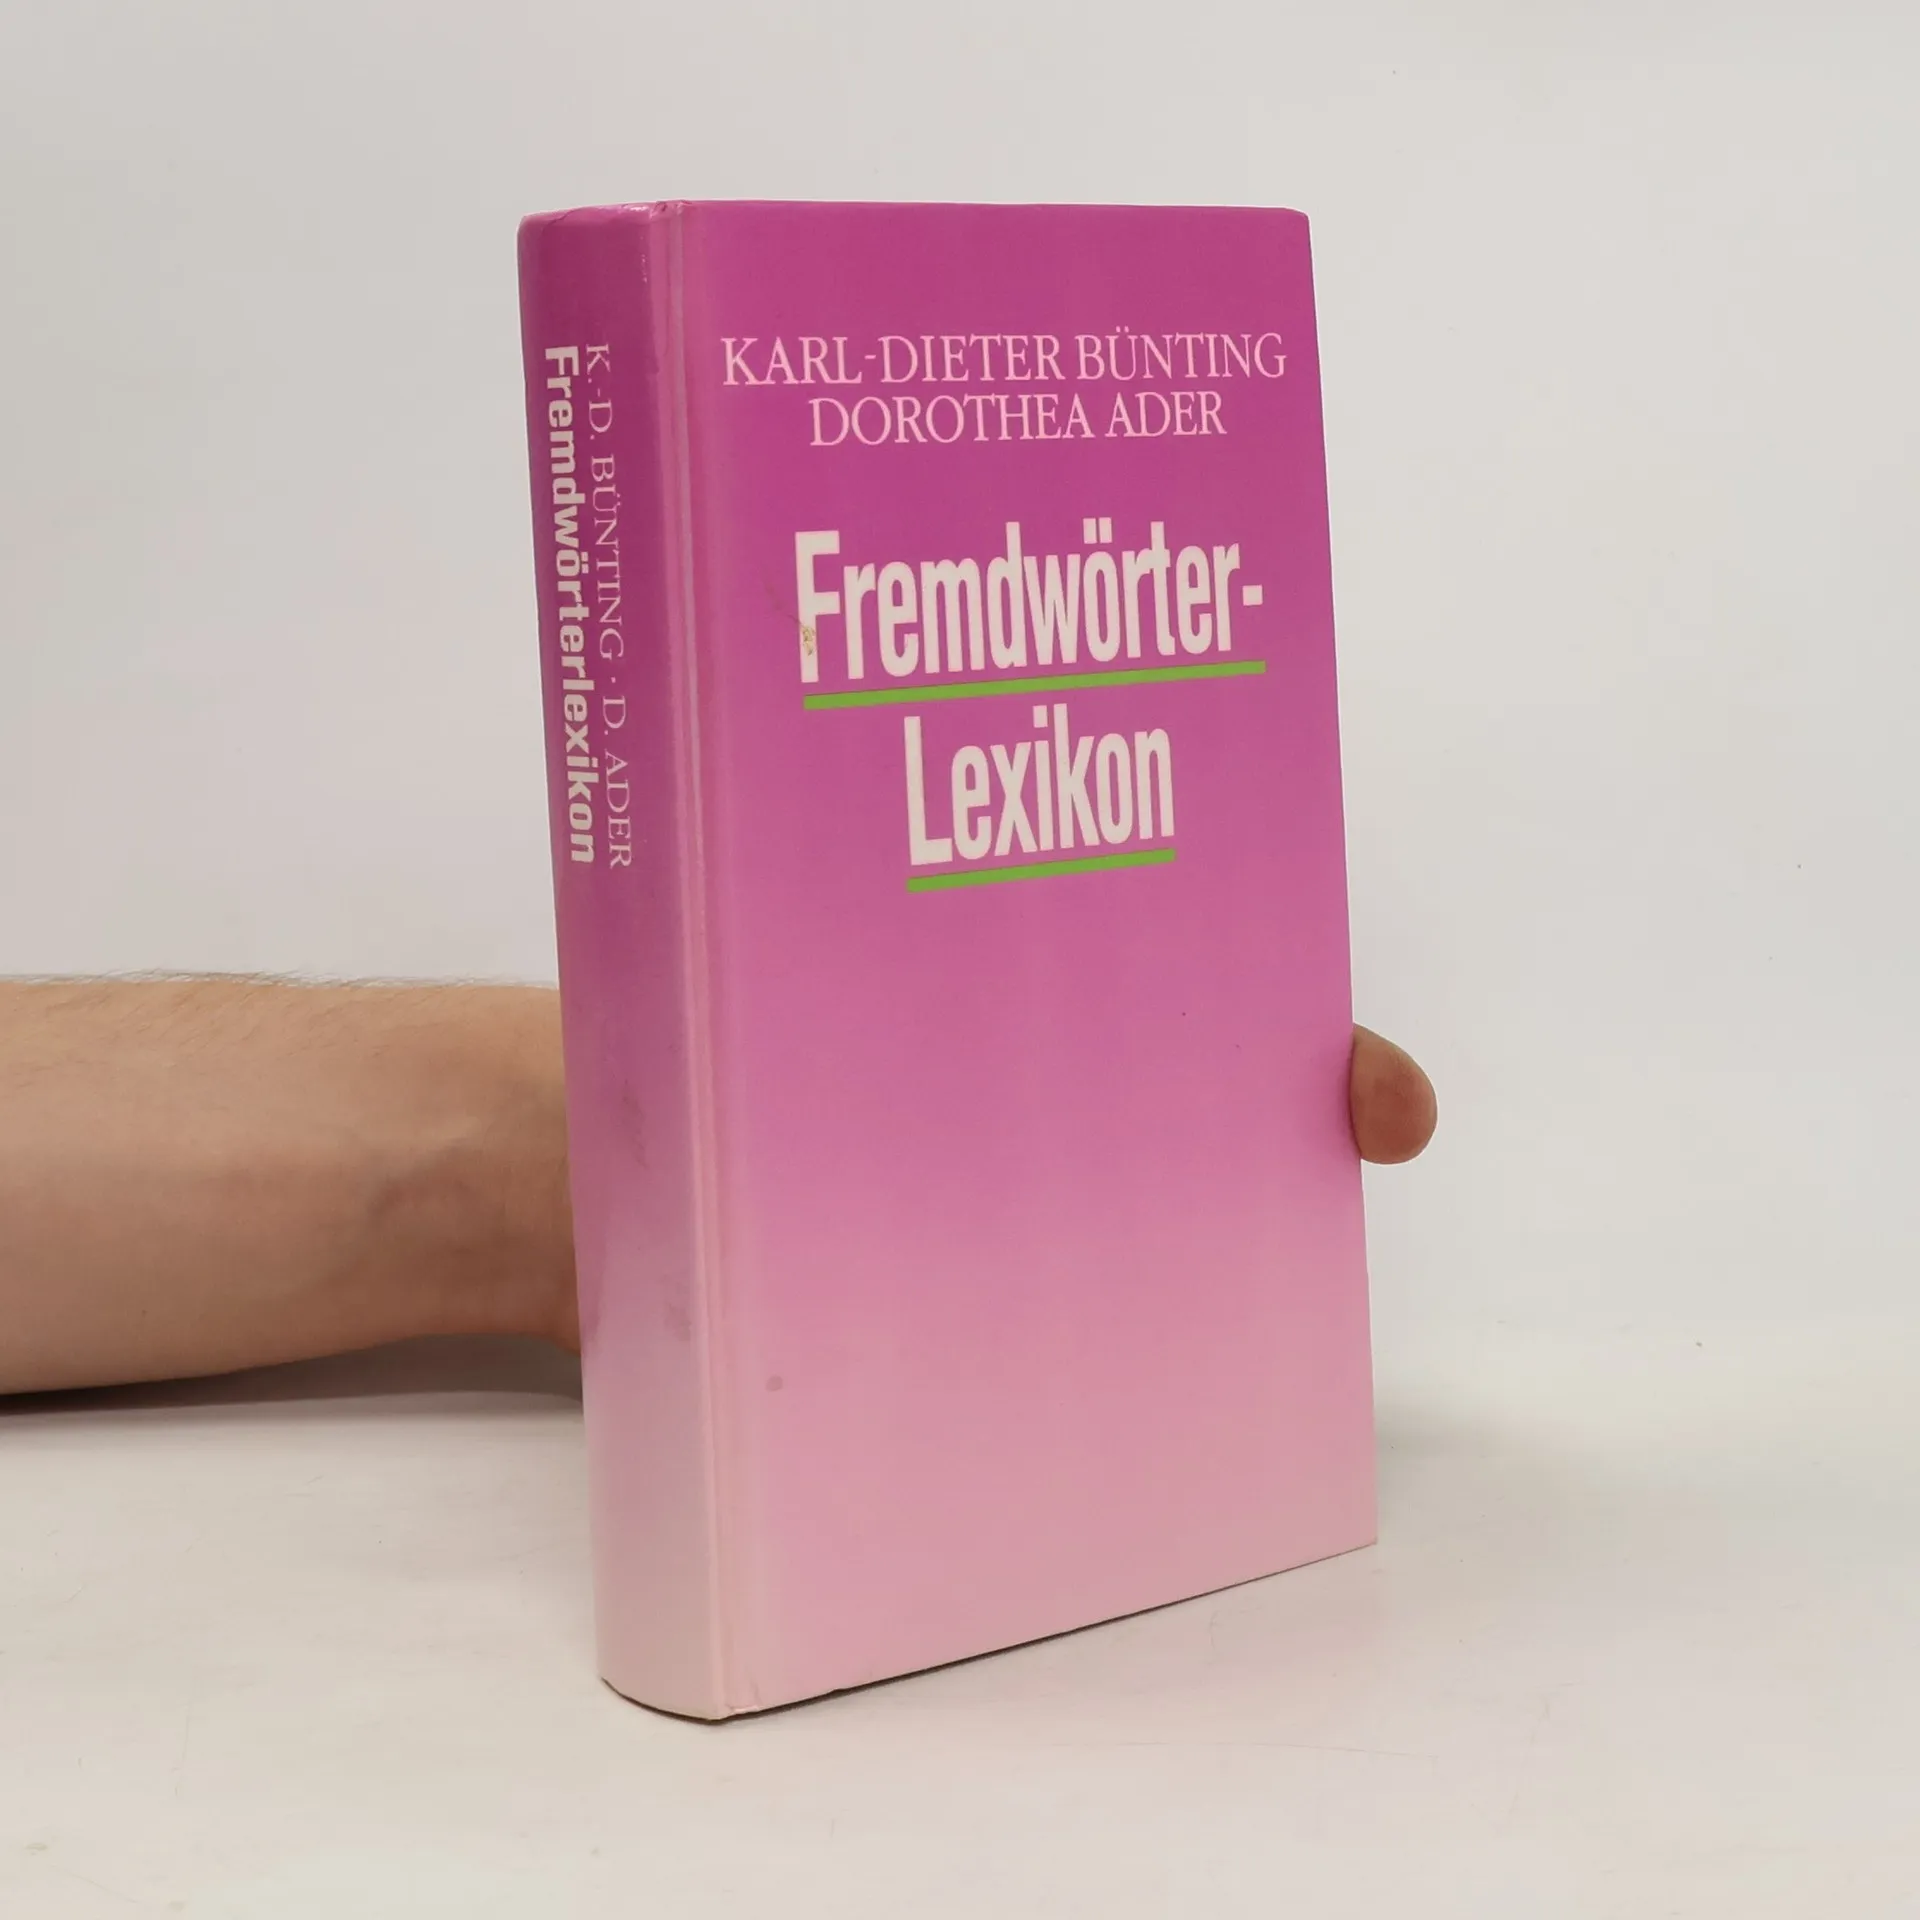 KARL-DIETER BÜNTING
DOROTHEA ADER
Fremdwörter-
Lexikon
K.-D. BÜNTING · D. ADER
Fremdwörterlexikon